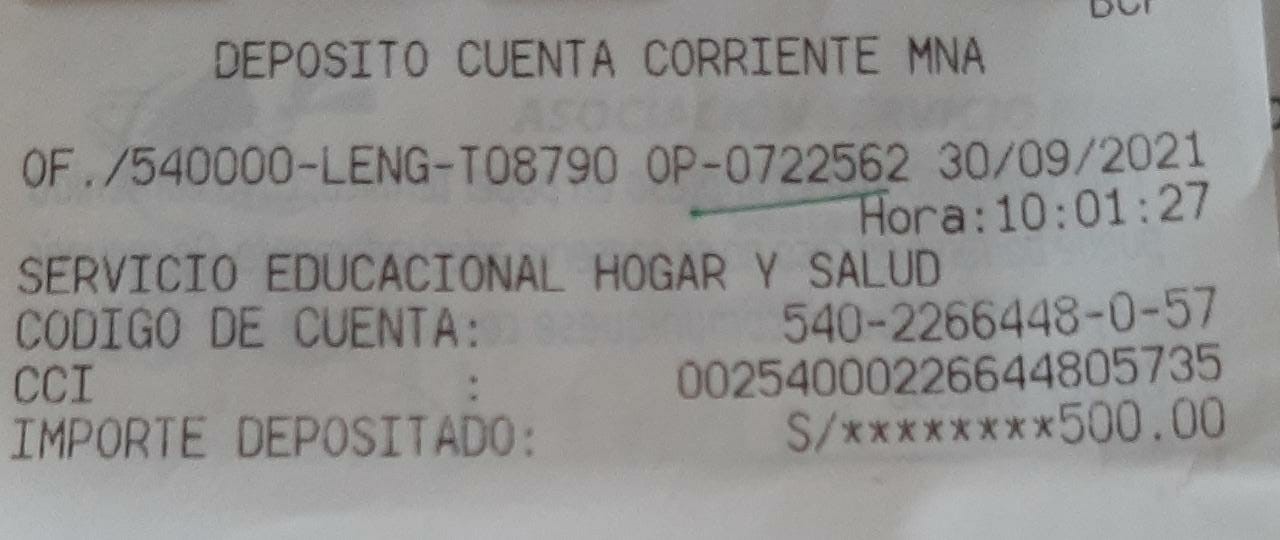 BCP
DEPOSITO CUENTA CORRIENTE MNA
OF./540000-LENG-T08790 OP-0722562 30/09/2021
Hora:10:01:27
SERVICIO EDUCACIONAL HOGAR Y SALUD
CODIGO DE CUENTA: 540-2266448-0-57
CCI : 00254000226644805735
IMPORTE DEPOSITADO: S/********500.00